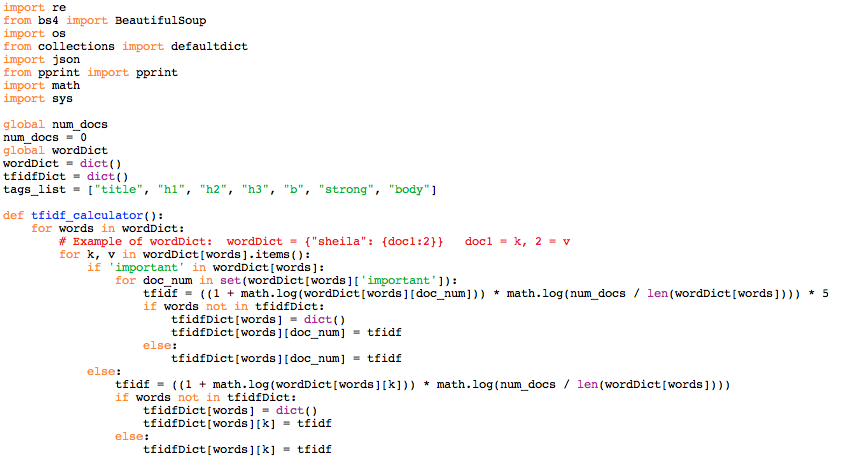 import re
from bs4 import BeautifulSoup
import os
from collections import defaultdict
import json
from pprint import pprint
import math
import sys

global num_docs
num_docs = 0
global wordDict
wordDict = dict()
tfidfDict = dict()
tags_list = ["title", "h1", "h2", "h3", "b", "strong", "body"]

def tfidf_calculator():
    for words in wordDict:
        # Example of wordDict:  wordDict = {"sheila": {doc1:2}}   doc1 = k, 2 = v
        for k, v in wordDict[words].items():
            if 'important' in wordDict[words]:
                for doc_num in set(wordDict[words]['important']):
                    tfidf = ((1 + math.log(wordDict[words][doc_num])) * math.log(num_docs / len(wordDict[words]))) * 5
                    if words not in tfidfDict:
                        tfidfDict[words] = dict()
                        tfidfDict[words][doc_num] = tfidf
                    else:
                        tfidfDict[words][doc_num] = tfidf
            else:
                tfidf = ((1 + math.log(wordDict[words][k])) * math.log(num_docs / len(wordDict[words])))
                if words not in tfidfDict:
                    tfidfDict[words] = dict()
                    tfidfDict[words][k] = tfidf
                else:
                    tfidfDict[words][k] = tfidf